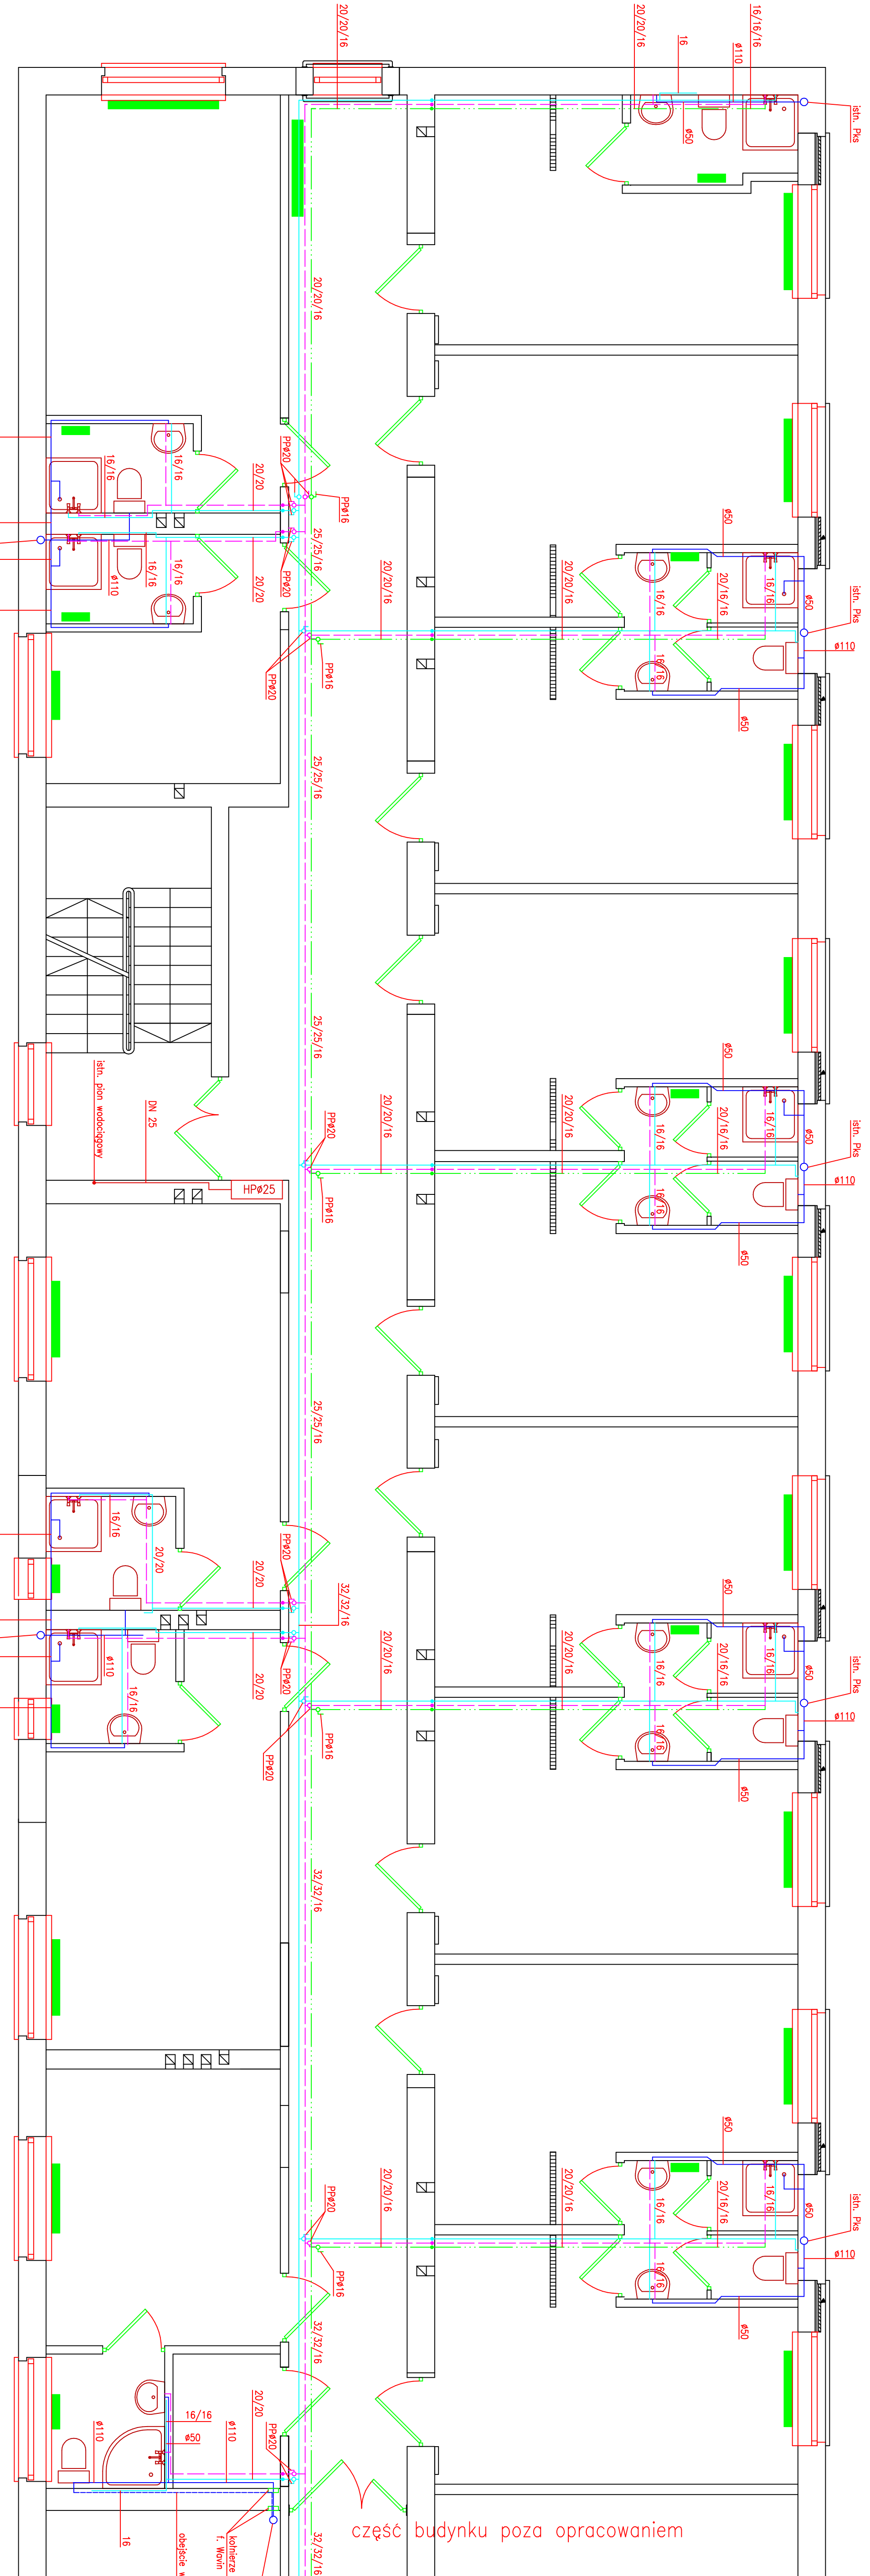 20/20/16
20/20/16
16
ø110
16/16/16
istn. Pks
ø50
20/20/16
16/16
16/16
20/20
PPø20
PPø16
25/25/16
20/20/16
20/20/16
ø50
16/16
20/16/16
16/16
ø50
istn. Pks
ø110
16/16
ø50
ø110
16/16
16/16
20/20
PPø20
PPø20
PPø16
25/25/16
25/25/16
istn. pion wodociągowy
DN 25
HPø25
PPø20
PPø16
20/20/16
20/20/16
ø50
16/16
20/16/16
16/16
ø50
istn. Pks
ø110
16/16
ø50
25/25/16
16/16
20/20
20/20
PPø20
32/32/16
20/20/16
20/20/16
ø50
16/16
20/16/16
16/16
ø50
istn. Pks
ø110
16/16
ø50
ø110
16/16
20/20
PPø20
PPø20
PPø16
32/32/16
PPø20
PPø16
20/20/16
20/20/16
ø50
16/16
20/16/16
16/16
ø50
istn. Pks
ø110
16/16
ø50
32/32/16
16/16
ø50
ø110
ø110
20/20
PPø20
16
obejście w
kołnierze
f. Wavin
32/32/16
część budynku poza opracowaniem